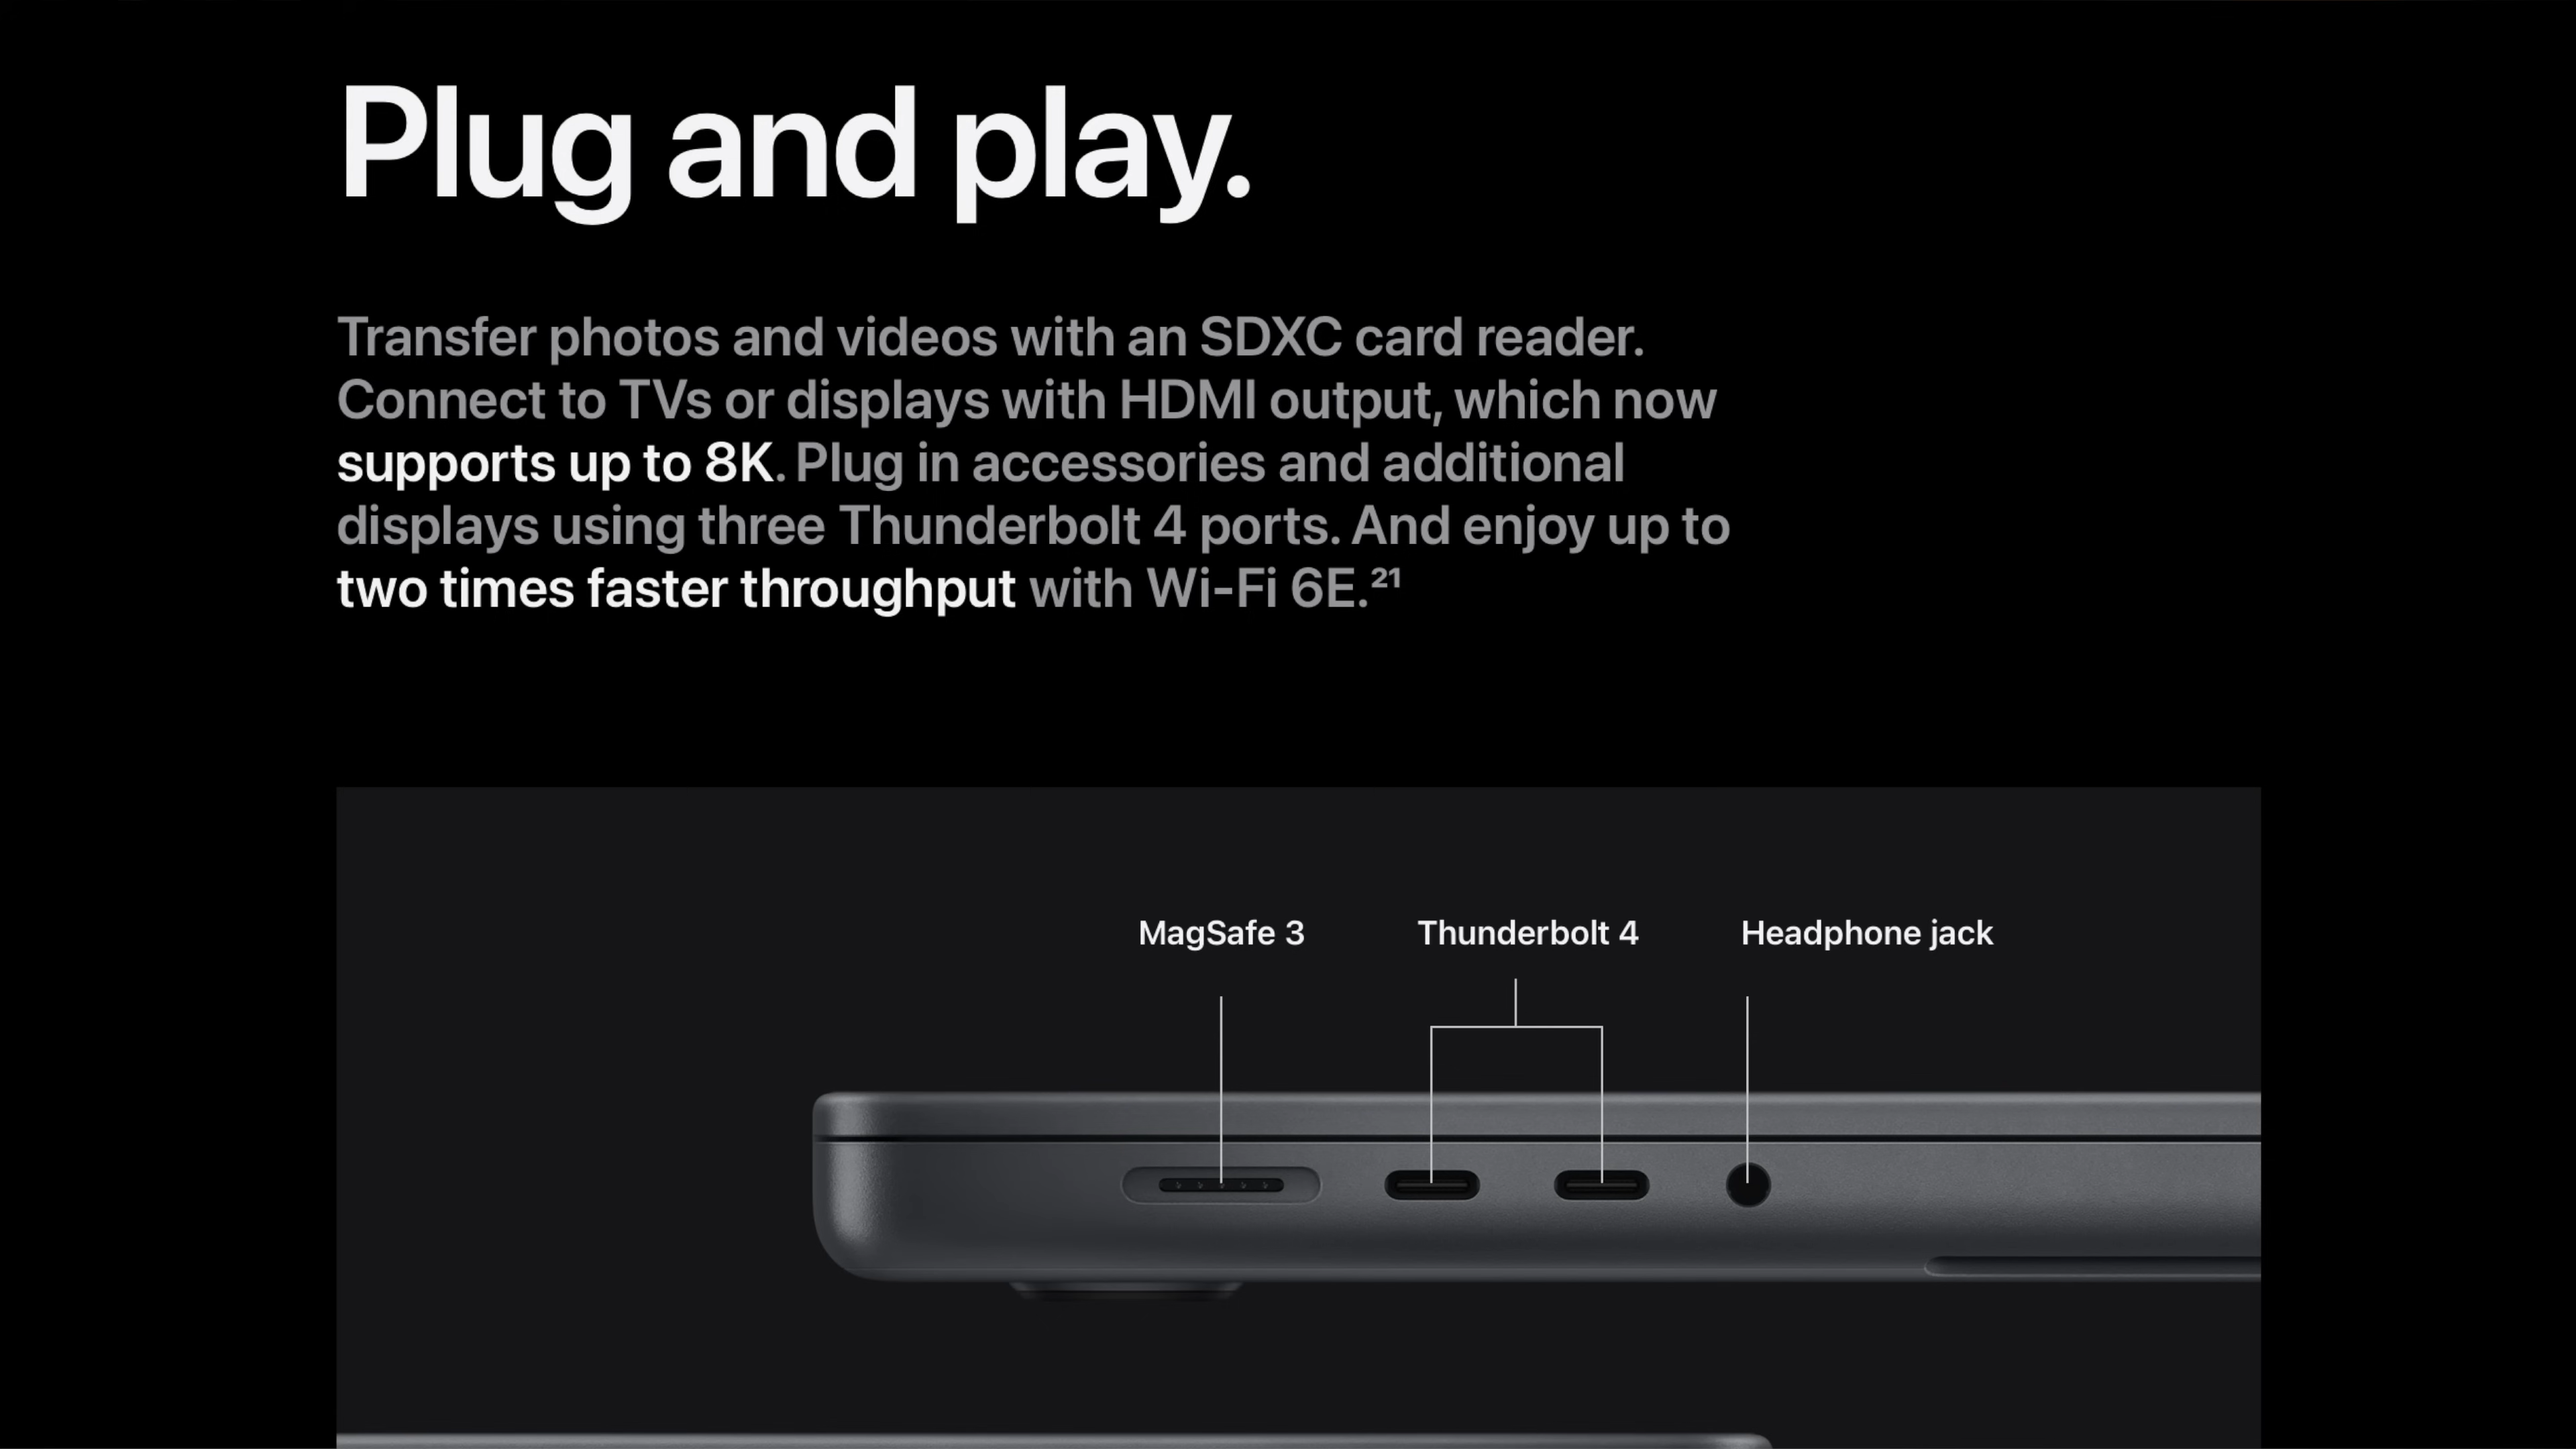 Plug and play.
Transfer photos and videos with an SDXC card reader.
Connect to TVs or displays with HDMI output, which now
supports up to 8K. Plug in accessories and additional
displays using three Thunderbolt 4 ports. And enjoy up to
two times faster throughput with Wi-Fi 6E.²¹
MagSafe 3
Thunderbolt 4
Headphone jack